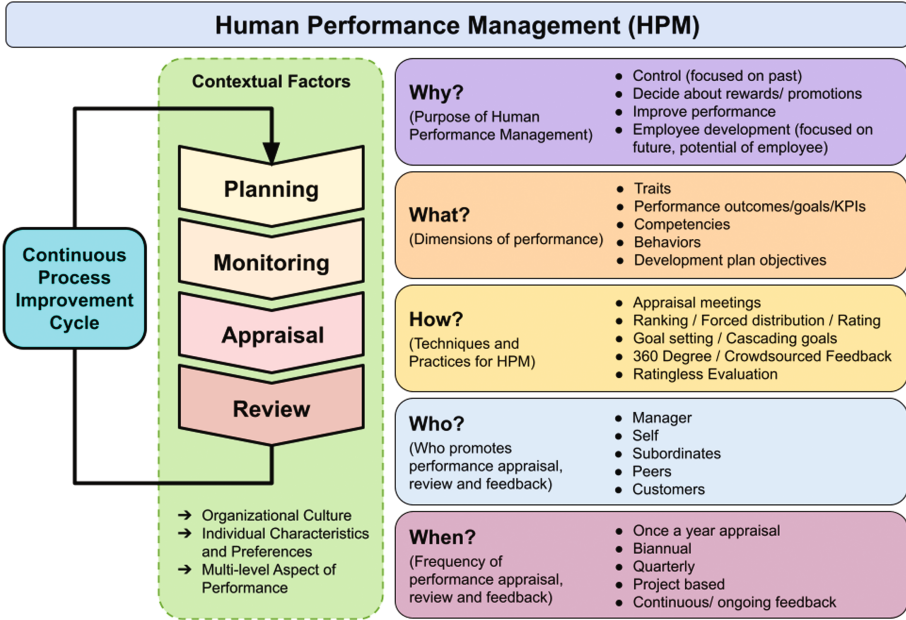 Human Performance Management (HPM)
Contextual Factors
Planning
Monitoring
Appraisal
Review
Continuous
Process
Improvement
Cycle
➔ Organizational Culture
➔ Individual Characteristics
and Preferences
➔ Multi-level Aspect of
Performance
Why?
(Purpose of Human
Performance Management)
● Control (focused on past)
● Decide about rewards/ promotions
● Improve performance
● Employee development (focused on
future, potential of employee)
What?
(Dimensions of performance)
● Traits
● Performance outcomes/goals/KPIs
● Competencies
● Behaviors
● Development plan objectives
How?
(Techniques and
Practices for HPM)
● Appraisal meetings
● Ranking / Forced distribution / Rating
● Goal setting / Cascading goals
● 360 Degree / Crowdsourced Feedback
● Ratingless Evaluation
Who?
(Who promotes
performance appraisal,
review and feedback)
● Manager
● Self
● Subordinates
● Peers
● Customers
When?
(Frequency of
performance appraisal,
review and feedback)
● Once a year appraisal
● Biannual
● Quarterly
● Project based
● Continuous/ ongoing feedback